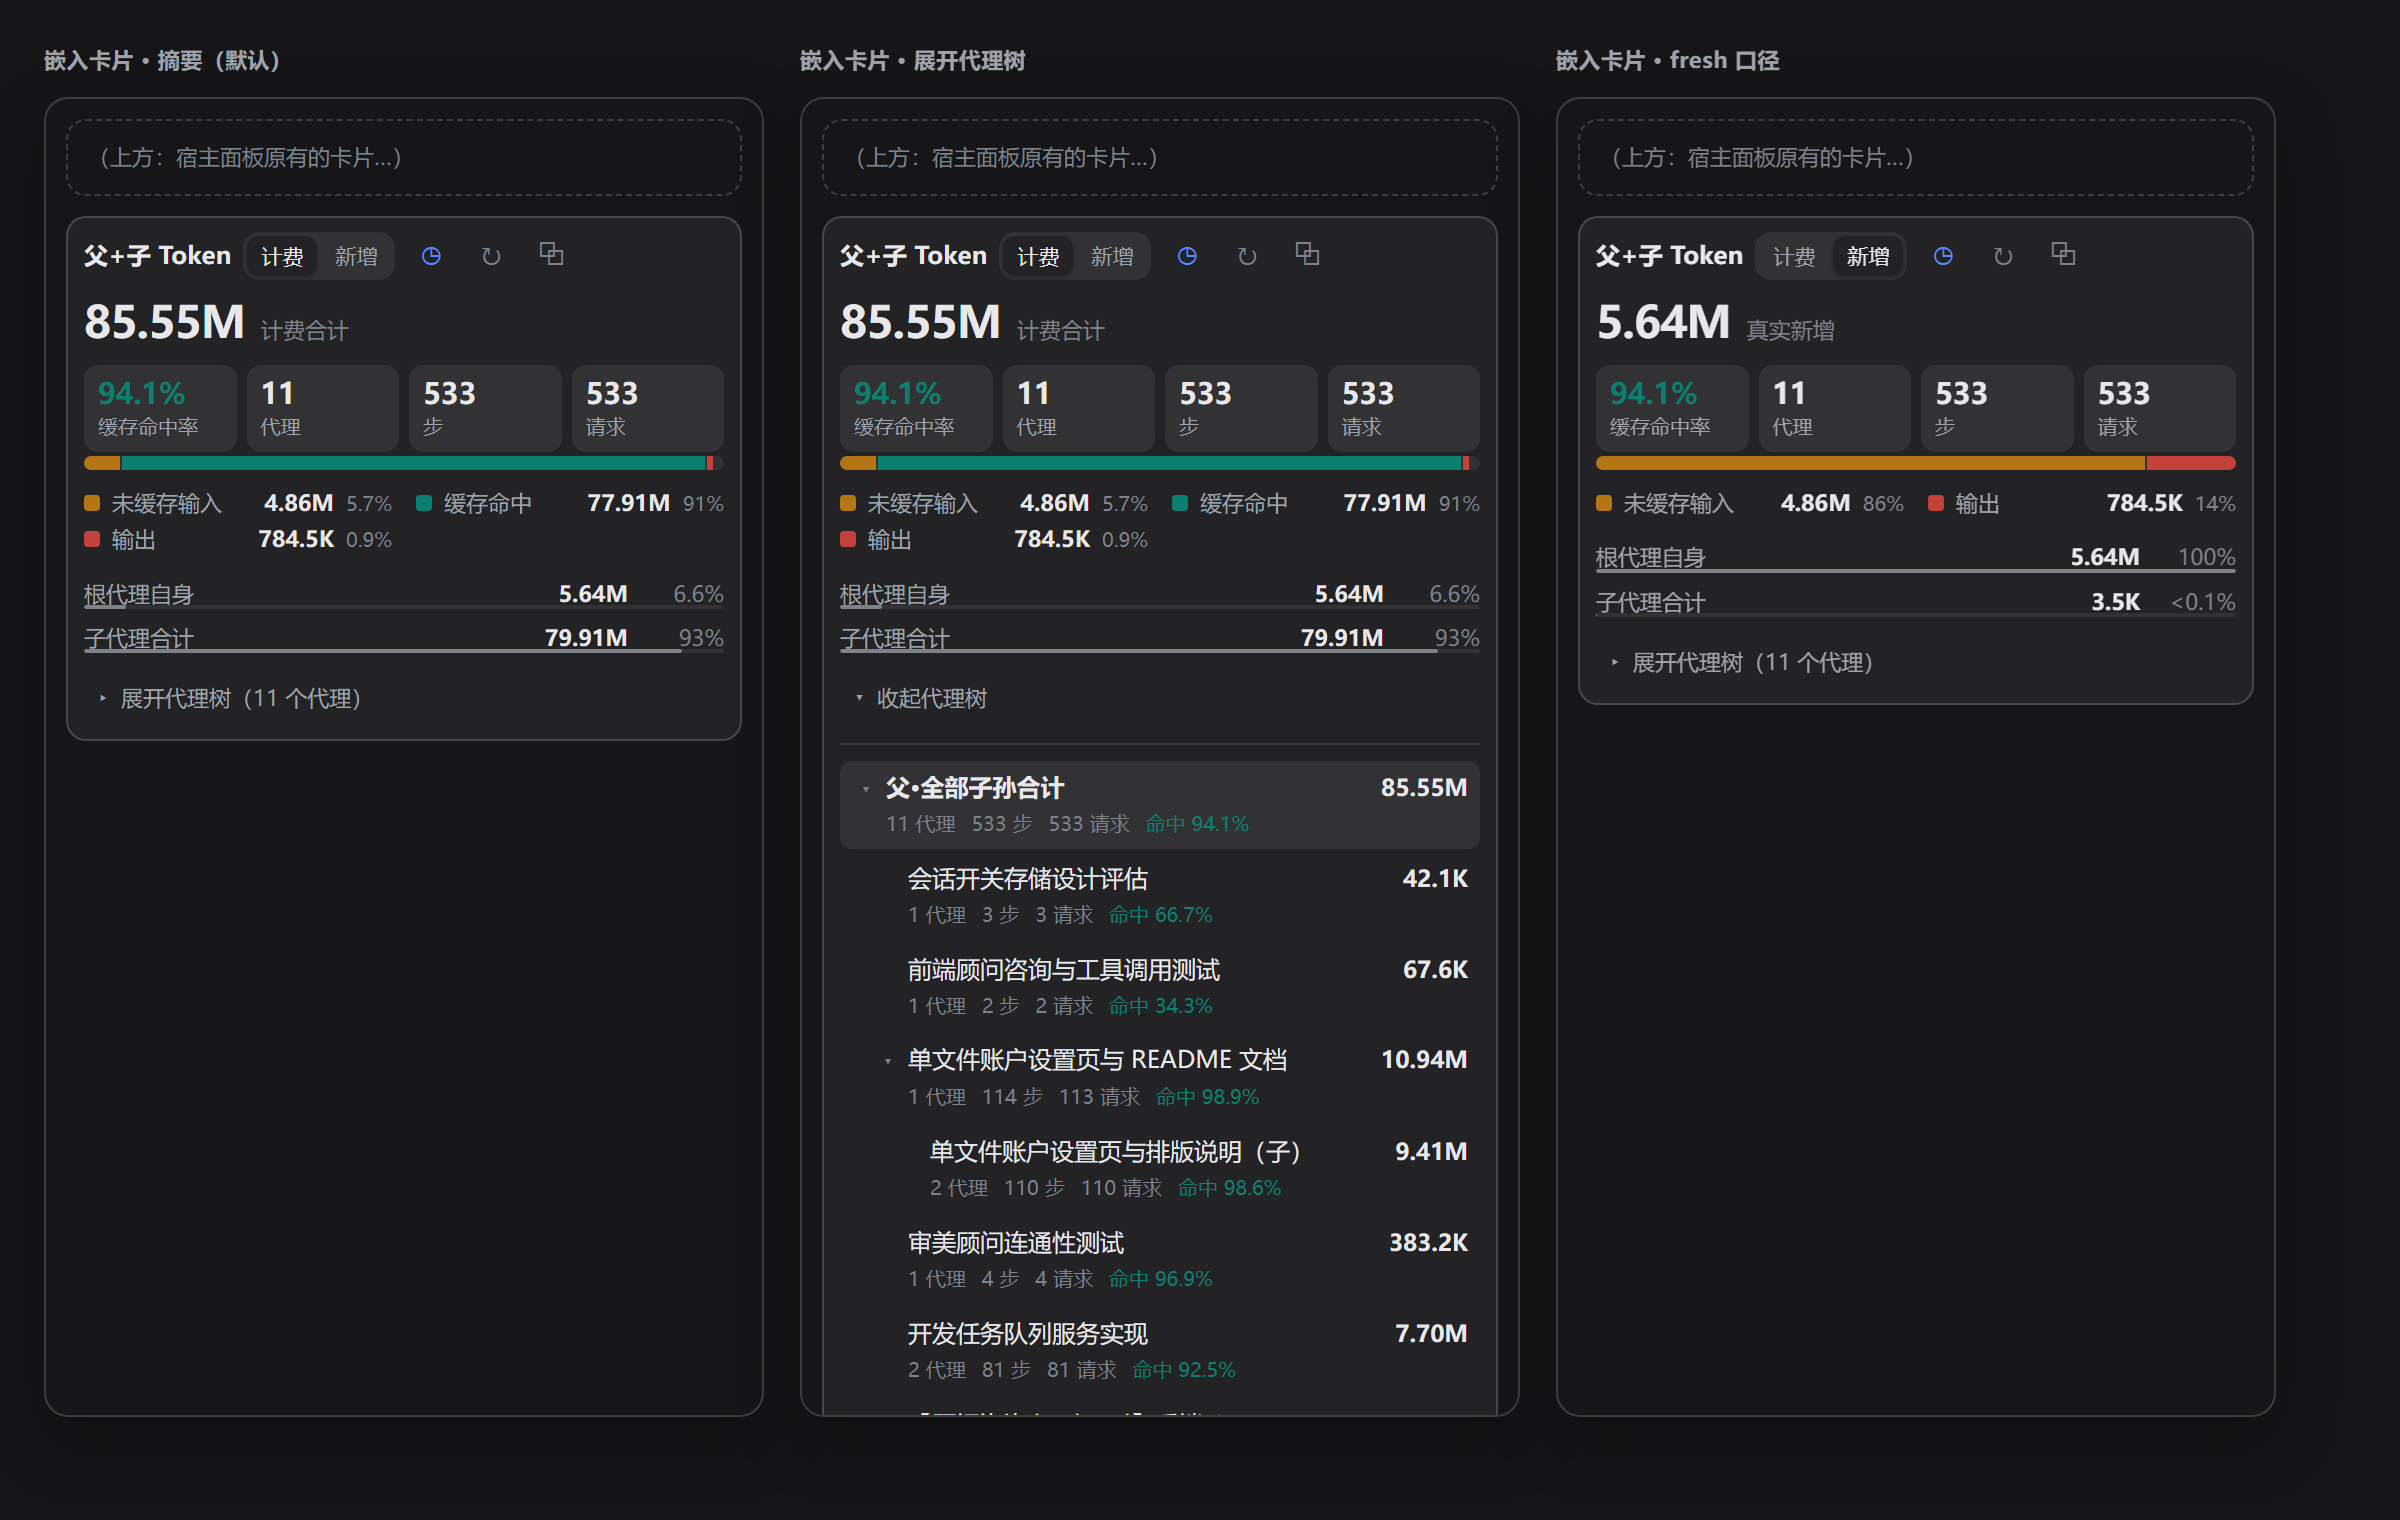 嵌入卡片 • 摘要（默认）
（上方：宿主面板原有的卡片...）
父+子 Token 计费 新增
85.55M 计费合计
94.1% 11 533 533
缓存命中率 代理 步 请求
未缓存输入 4.86M 5.7% 缓存命中 77.91M 91%
输出 784.5K 0.9%
根代理自身 5.64M 6.6%
子代理合计 79.91M 93%
展开代理树（11 个代理）
嵌入卡片 • 展开代理树
（上方：宿主面板原有的卡片...）
父+子 Token 计费 新增
85.55M 计费合计
94.1% 11 533 533
缓存命中率 代理 步 请求
未缓存输入 4.86M 5.7% 缓存命中 77.91M 91%
输出 784.5K 0.9%
根代理自身 5.64M 6.6%
子代理合计 79.91M 93%
收起代理树
父•全部子孙合计 85.55M
11 代理 533 步 533 请求 命中 94.1%
会话开关存储设计评估 42.1K
1 代理 3 步 3 请求 命中 66.7%
前端顾问咨询与工具调用测试 67.6K
1 代理 2 步 2 请求 命中 34.3%
单文件账户设置页与 README 文档 10.94M
1 代理 114 步 113 请求 命中 98.9%
单文件账户设置页与排版说明（子） 9.41M
2 代理 110 步 110 请求 命中 98.6%
审美顾问连通性测试 383.2K
1 代理 4 步 4 请求 命中 96.9%
开发任务队列服务实现 7.70M
2 代理 81 步 81 请求 命中 92.5%
嵌入卡片 • fresh 口径
（上方：宿主面板原有的卡片...）
父+子 Token 计费 新增
5.64M 真实新增
94.1% 11 533 533
缓存命中率 代理 步 请求
未缓存输入 4.86M 86% 输出 784.5K 14%
根代理自身 5.64M 100%
子代理合计 3.5K <0.1%
展开代理树（11 个代理）